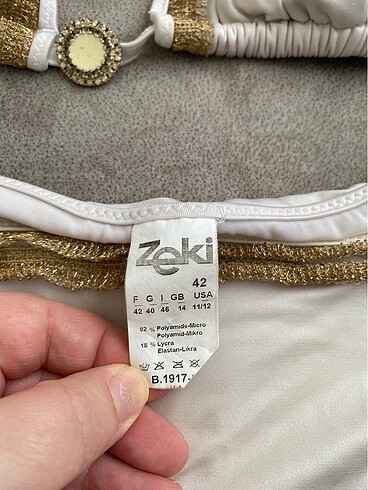 Zeki
42
F G I GB USA
42 40 46 14 11/12
82 % Polyamide-Micro
Polyamid-Mikro
18 % Lycra
Elastan-Likra
B.1917-